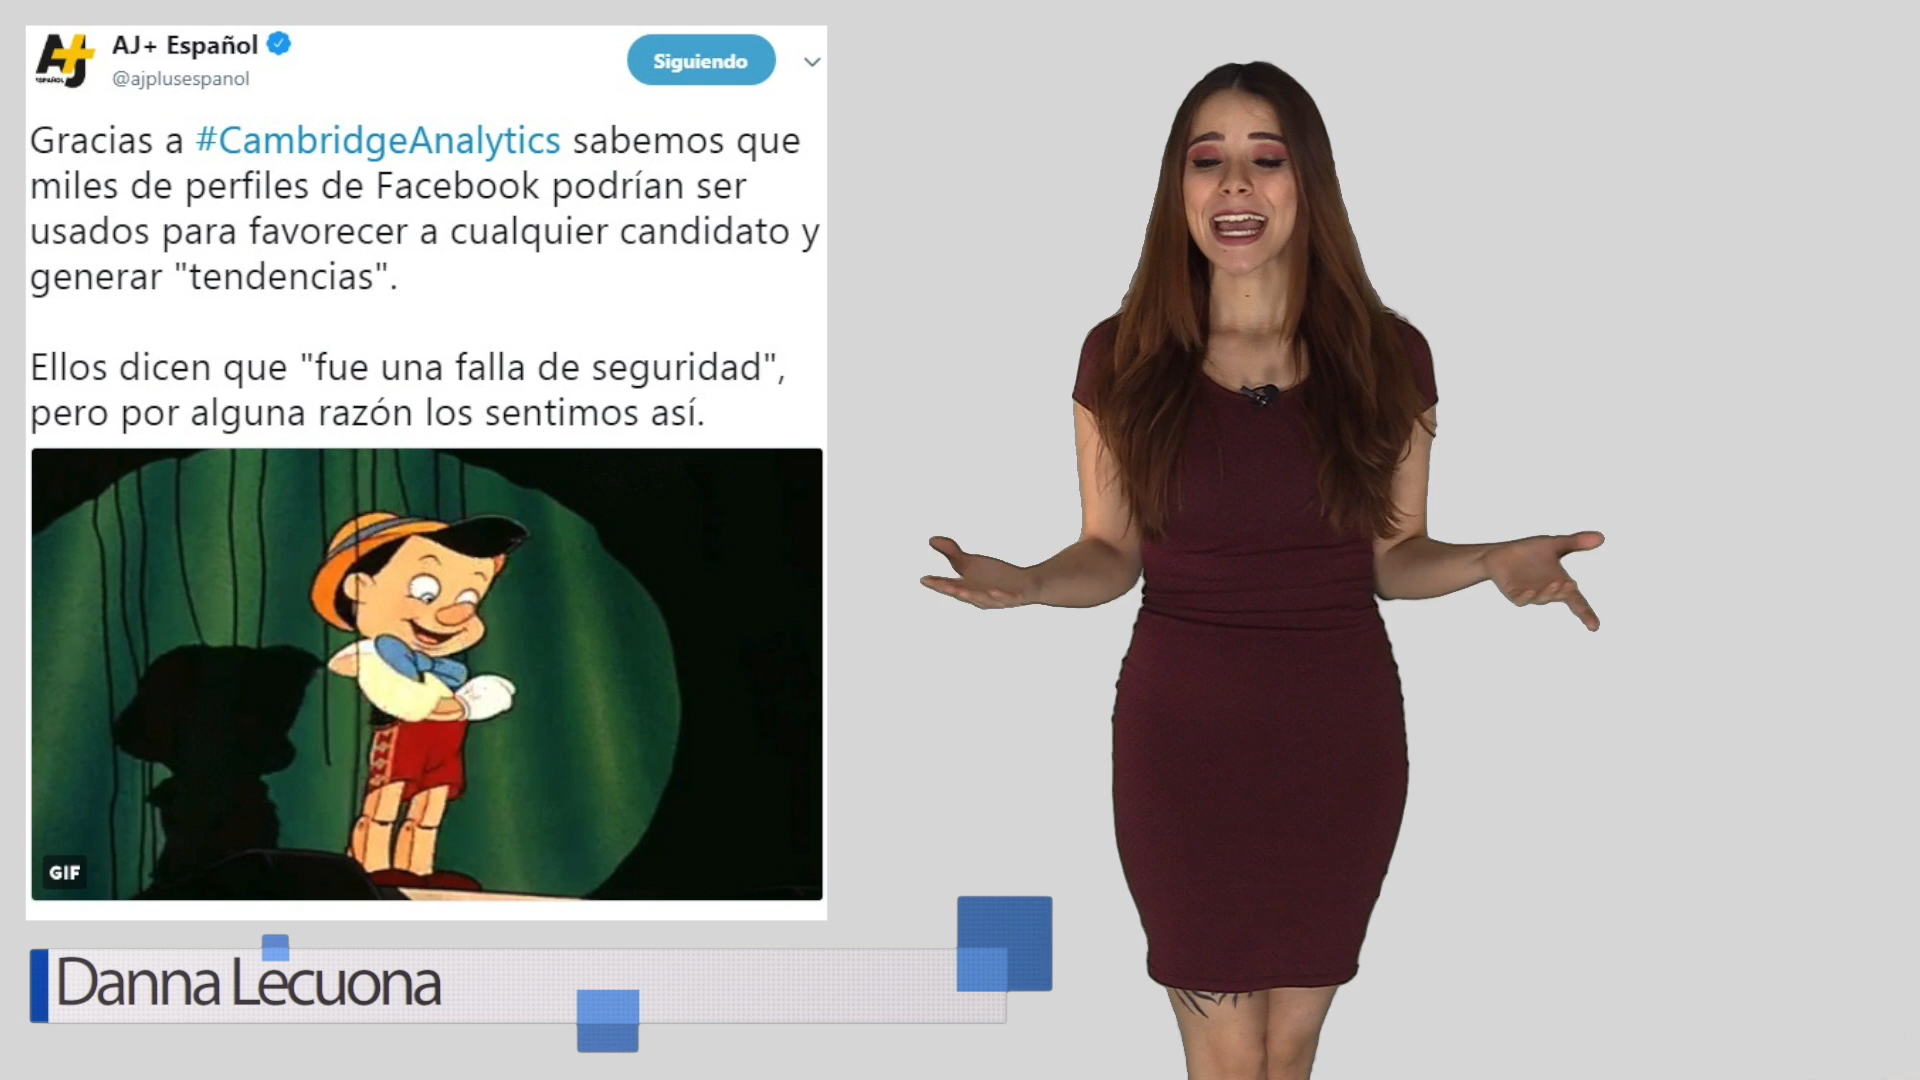 AJ+ Español
ESPAÑOL
@ajplusespanol
Siguiendo
Gracias a #CambridgeAnalytics sabemos que
miles de perfiles de Facebook podrían ser
usados para favorecer a cualquier candidato y
generar "tendencias".
Ellos dicen que "fue una falla de seguridad",
pero por alguna razón los sentimos así.
GIF
Danna Lecuona